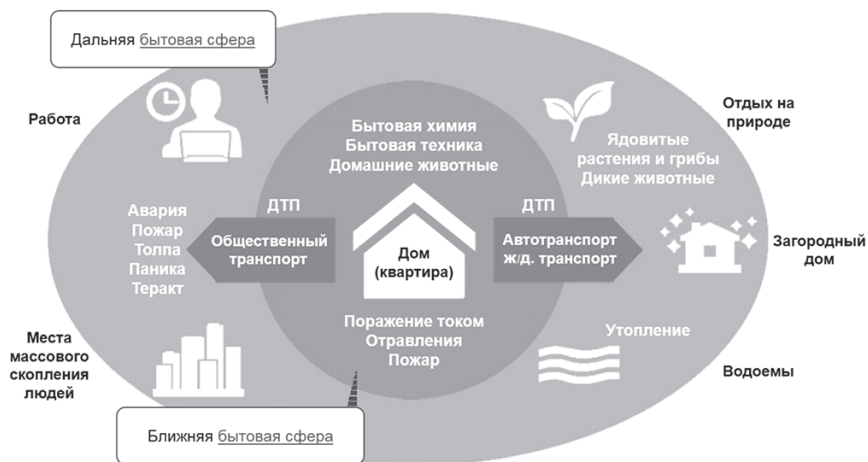 Дальняя бытовая сфера
Работа
Отдых на
природе
Бытовая химия
Бытовая техника
Домашние животные
Ядовитые
растения и грибы
Дикие животные
Авария
Пожар
Толпа
Паника
Теракт
ДТП
Общественный
транспорт
Дом
(квартира)
ДТП
Автотранспорт
ж/д. транспорт
Загородный
дом
Поражение током
Отравления
Пожар
Утопление
Места
массового
скопления
людей
Водоемы
Ближняя бытовая сфера